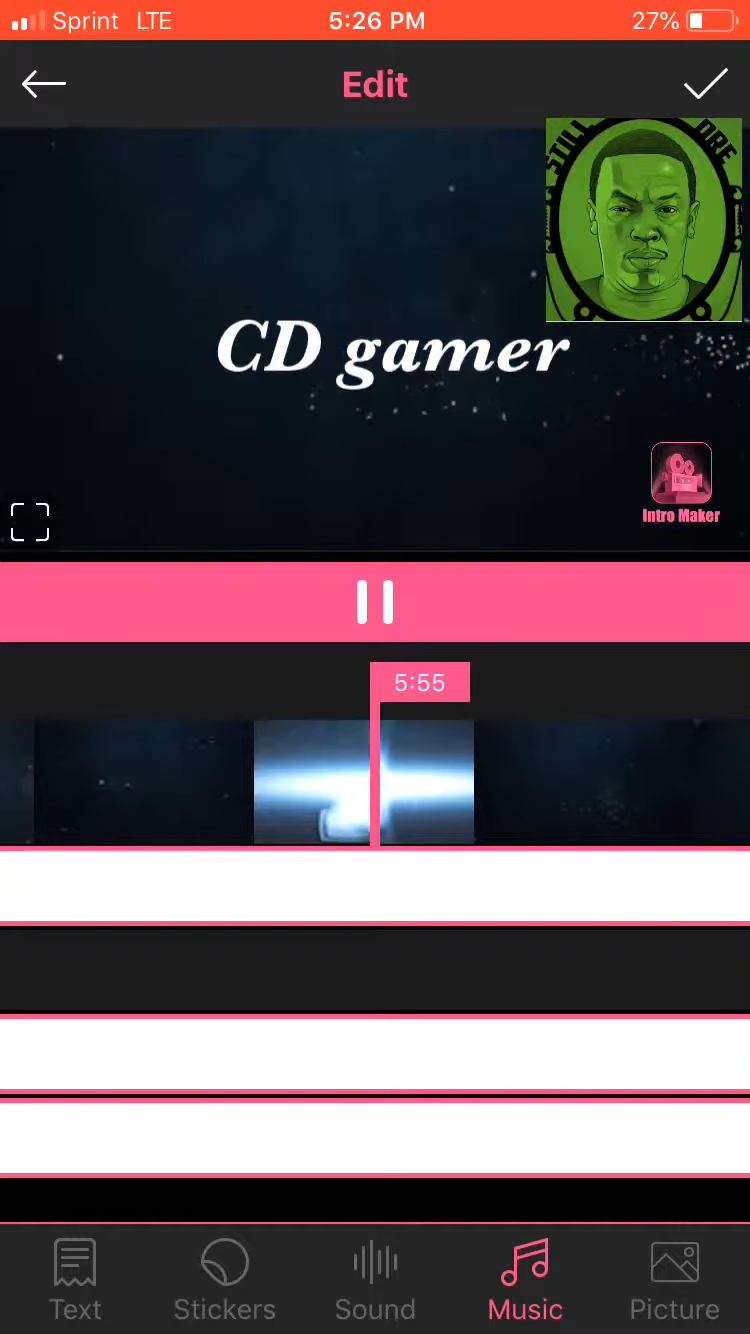 Sprint LTE 5:26 PM 27%
Edit
STILL DRE
CD gamer
Intro Maker
5:55
Text Stickers Sound Music Picture